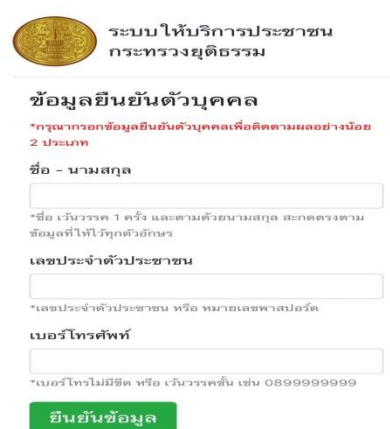 ระบบให้บริการประชาชน
กระทรวงยุติธรรม
ข้อมูลยืนยันตัวบุคคล
*กรุณากรอกข้อมูลยืนยันตัวบุคคลเพื่อติดตามผลอย่างน้อย
2 ประเภท
ชื่อ - นามสกุล
*ชื่อ เว้นวรรค 1 ครั้ง และตามด้วยนามสกุล สะกดตรงตาม
ข้อมูลที่ให้ไว้ทุกตัวอักษร
เลขประจำตัวประชาชน
*เลขประจำตัวประชาชน หรือ หมายเลขพาสปอร์ต
เบอร์โทรศัพท์
*เบอร์โทรไม่มีขีด หรือ เว้นวรรคขั้น เช่น 0899999999
ยืนยันข้อมูล